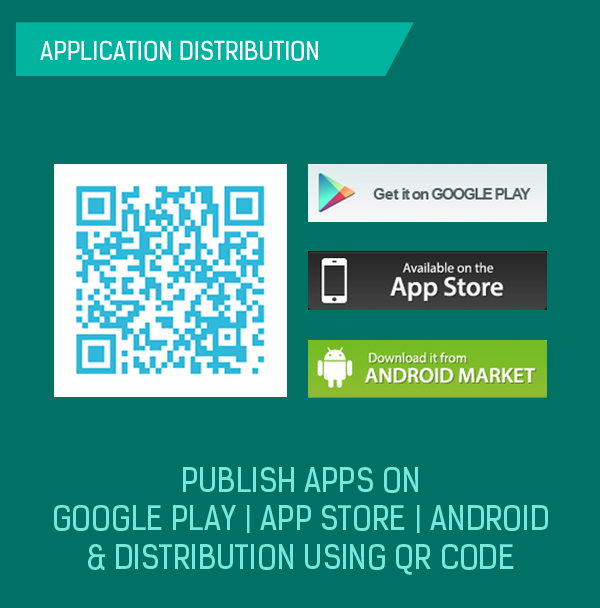 APPLICATION DISTRIBUTION
Get it on GOOGLE PLAY
Available on the
App Store
Download it from
ANDROID MARKET
PUBLISH APPS ON
GOOGLE PLAY | APP STORE | ANDROID
& DISTRIBUTION USING QR CODE